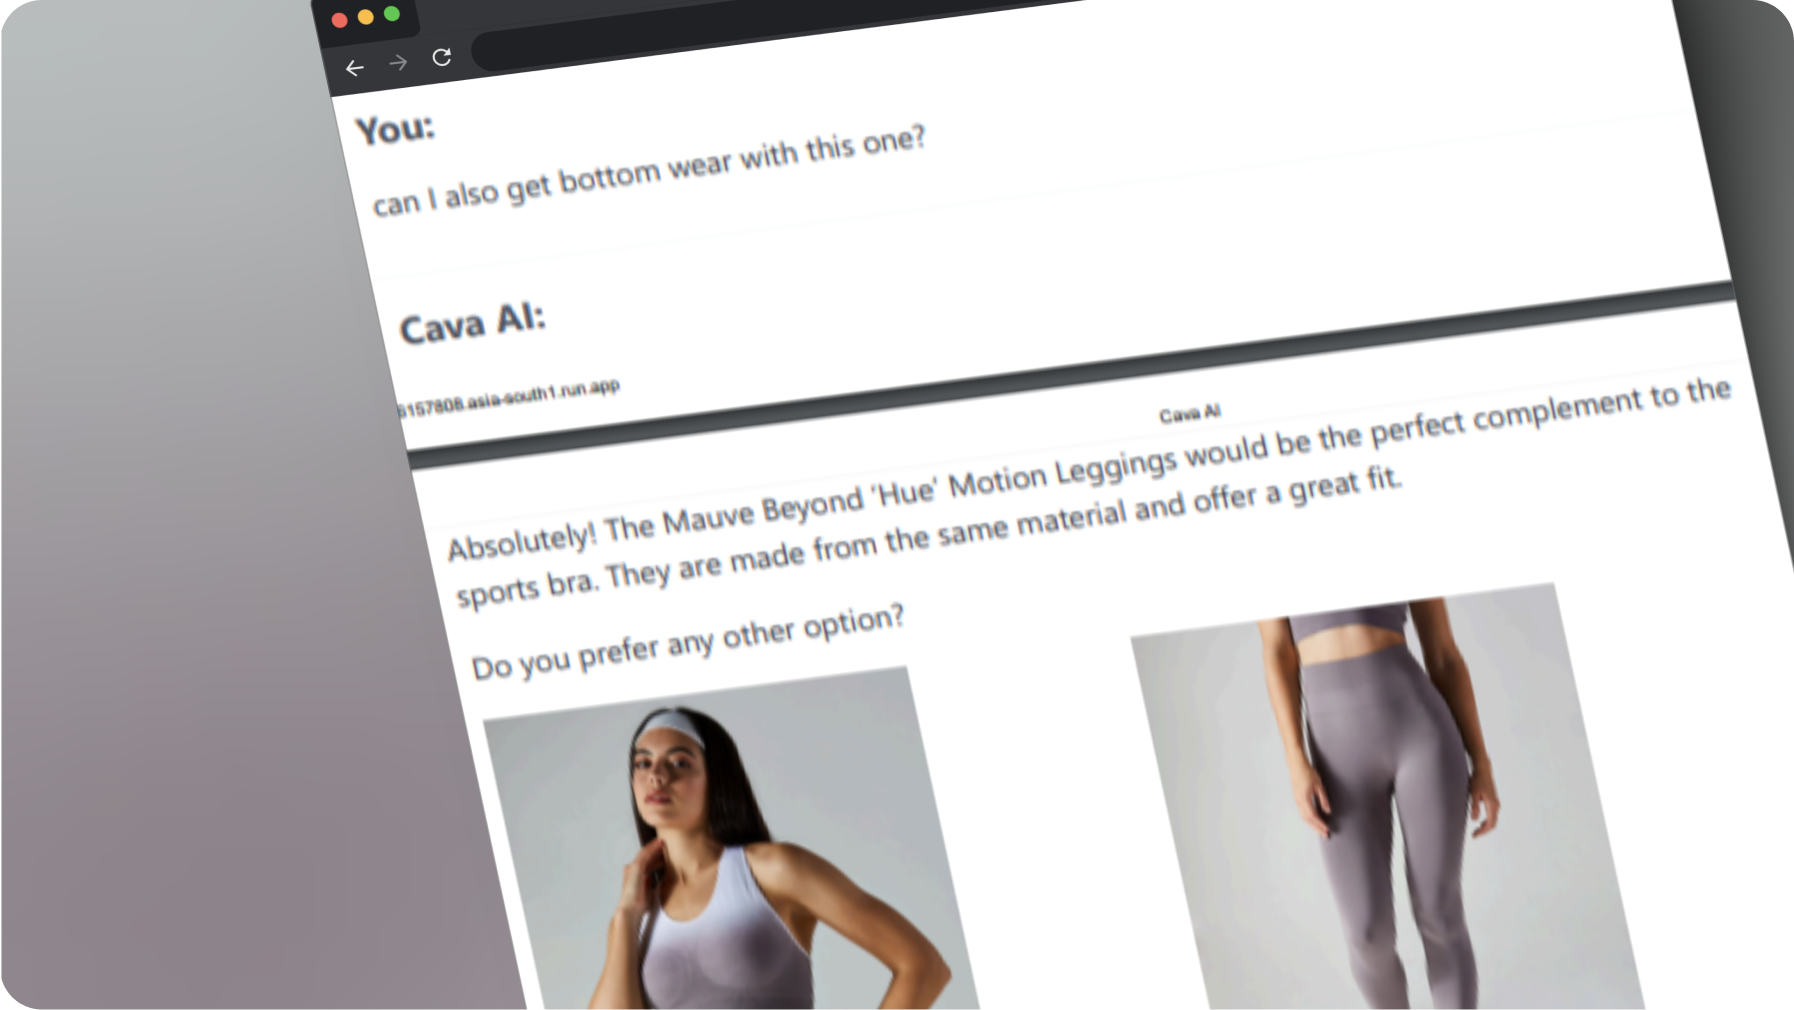 You:
can I also get bottom wear with this one?
Cava AI:
6157808.asia-south1.run.app
Cava AI
Absolutely! The Mauve Beyond ‘Hue’ Motion Leggings would be the perfect complement to the
sports bra. They are made from the same material and offer a great fit.
Do you prefer any other option?